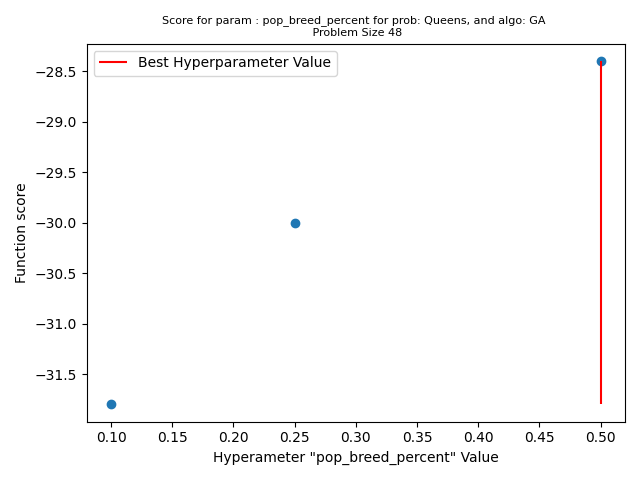 Score for param : pop_breed_percent for prob: Queens, and algo: GA
Problem Size 48
Best Hyperparameter Value
−28.5
−29.0
−29.5
−30.0
−30.5
−31.0
−31.5
Function score
0.10 0.15 0.20 0.25 0.30 0.35 0.40 0.45 0.50
Hyperameter "pop_breed_percent" Value